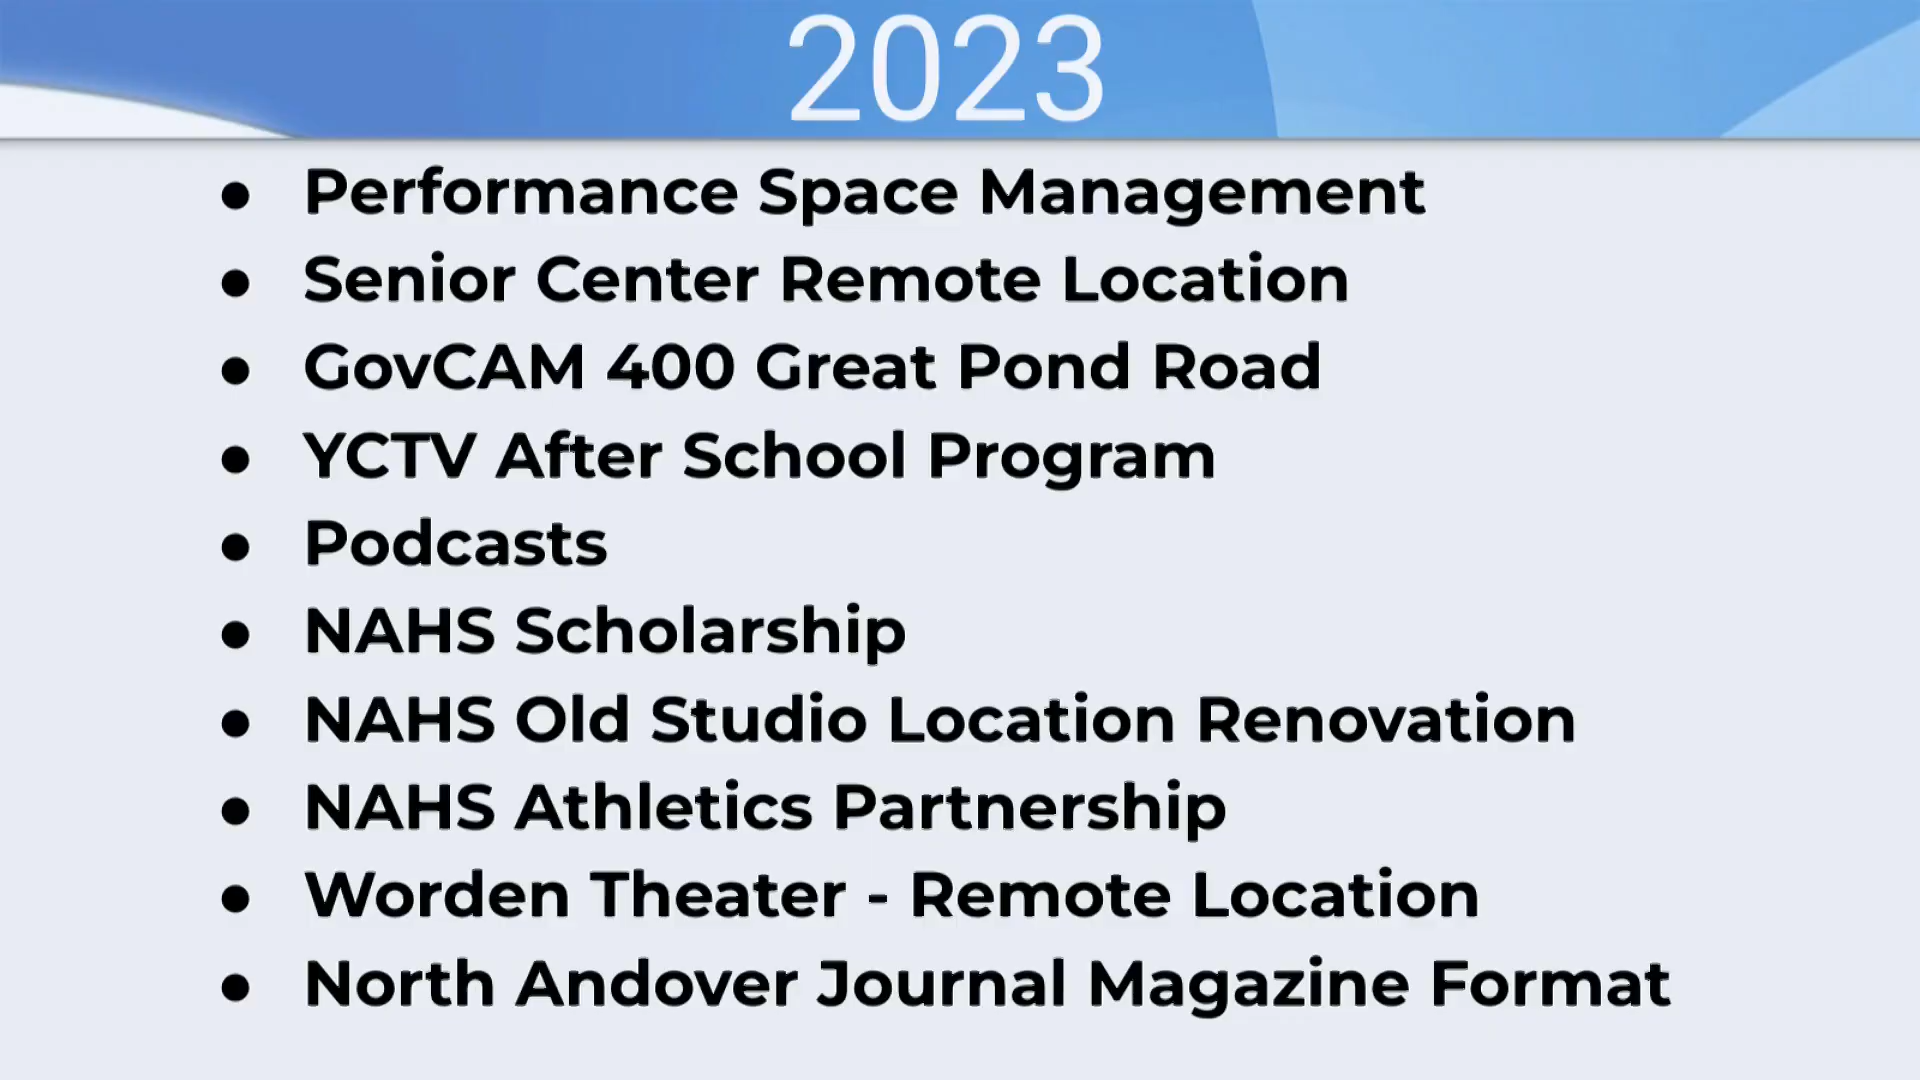 2023
● Performance Space Management
● Senior Center Remote Location
● GovCAM 400 Great Pond Road
● YCTV After School Program
● Podcasts
● NAHS Scholarship
● NAHS Old Studio Location Renovation
● NAHS Athletics Partnership
● Worden Theater - Remote Location
● North Andover Journal Magazine Format